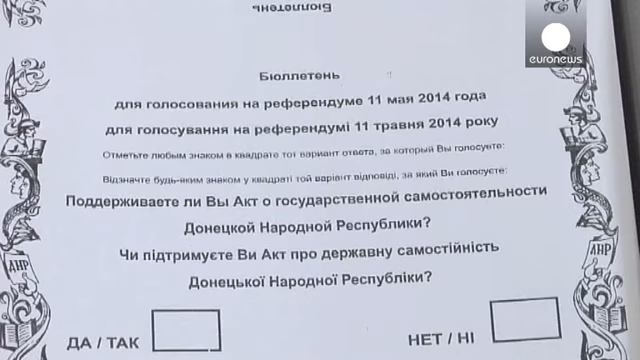 Бюллетень
euronews
Бюллетень
для голосования на референдуме 11 мая 2014 года
для голосування на референдумі 11 травня 2014 року
Отметьте любым знаком в квадрате тот вариант ответа, за который Вы голосуете:
Відзначте будь-яким знаком у квадраті той варіант відповіді, за який Ви голосуєте:
Поддерживаете ли Вы Акт о государственной самостоятельности
Донецкой Народной Республики?
Чи підтримуєте Ви Акт про державну самостійність
Донецької Народної Республіки?
ДНР
ДНР
ДА / ТАК
НЕТ / НІ